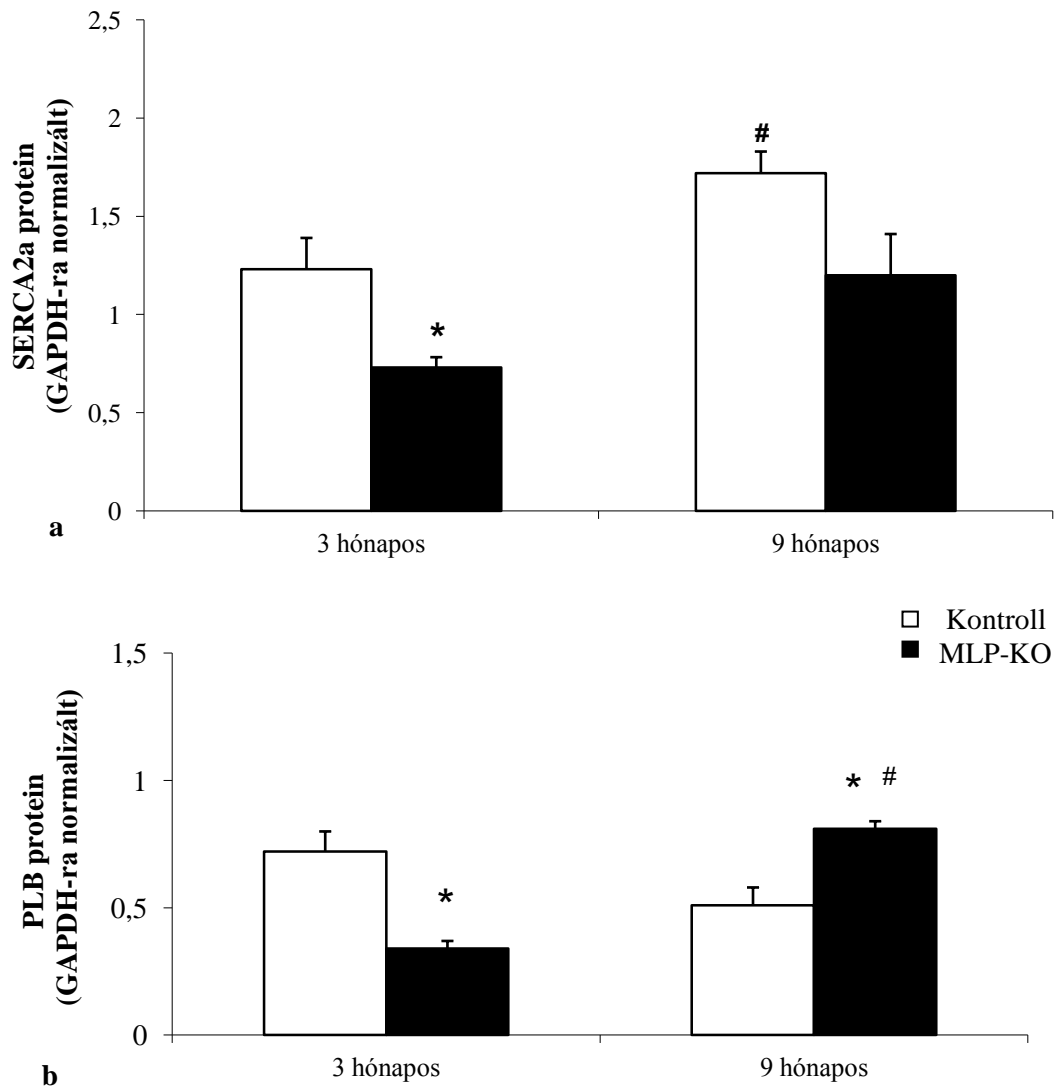 2,5
2
1,5
1
0,5
0
SERCA2a protein
(GAPDH-ra normalizált)
#
*
a
3 hónapos
9 hónapos
Kontroll
MLP-KO
1,5
1
0,5
0
PLB protein
(GAPDH-ra normalizált)
*
* #
b
3 hónapos
9 hónapos